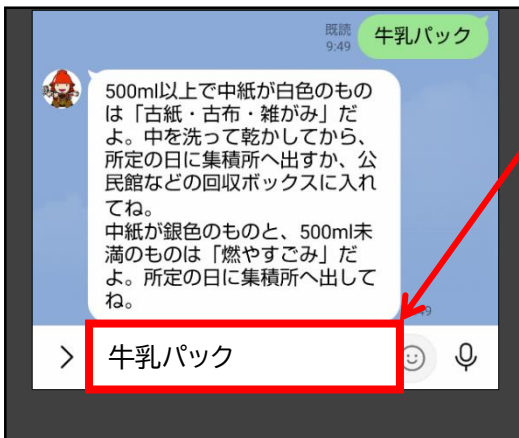 既読
9:49
牛乳パック
500ml以上で中紙が白色のもの
は「古紙・古布・雑がみ」だ
よ。中を洗って乾かしてから、
所定の日に集積所へ出すか、公
民館などの回収ボックスに入れ
てね。
中紙が銀色のものと、500ml未
満のものは「燃やすごみ」だ
よ。所定の日に集積所へ出して
ね。
牛乳パック